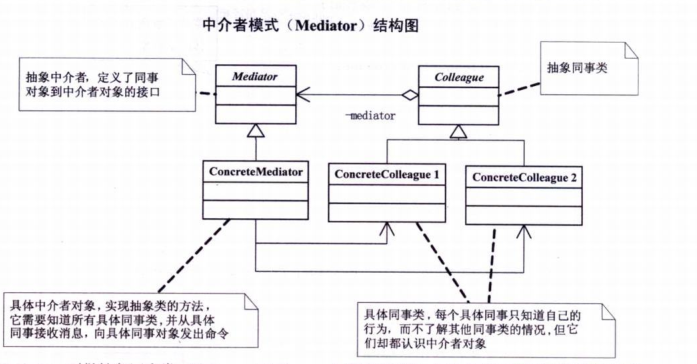 中介者模式（Mediator）结构图
抽象中介者，定义了同事
对象到中介者对象的接口
Mediator
Colleague
抽象同事类
-mediator
ConcreteMediator
ConcreteColleague 1
ConcreteColleague 2
具体中介者对象，实现抽象类的方法，
它需要知道所有具体同事类，并从具体
同事接收消息，向具体同事对象发出命令
具体同事类，每个具体同事只知道自己的
行为，而不了解其他同事类的情况，但它
们却都认识中介者对象